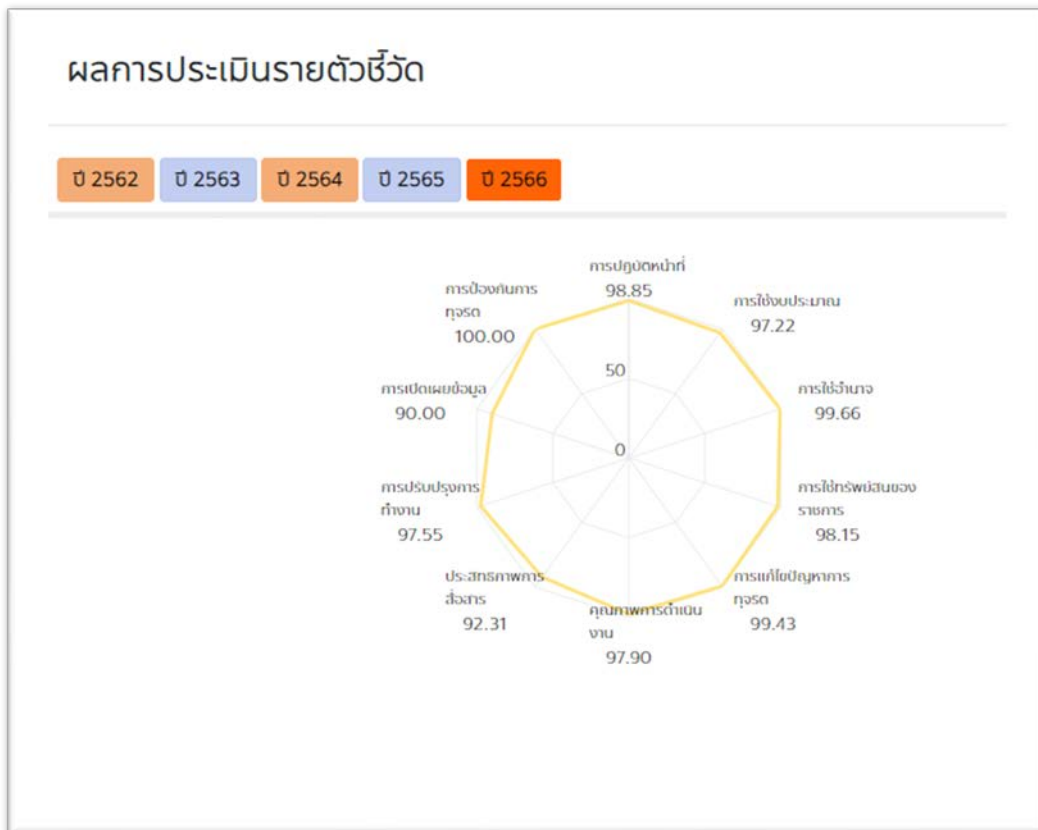 ผลการประเมินรายตัวชี้วัด
ปี 2562 ปี 2563 ปี 2564 ปี 2565 ปี 2566
การปฏิบัติหน้าที่
98.85
การใช้งบประมาณ
97.22
การใช้อำนาจ
99.66
การใช้ทรัพย์สินของ
ราชการ
98.15
การแก้ไขปัญหาการ
ทุจริต
99.43
คุณภาพการดำเนิน
งาน
97.90
ประสิทธิภาพการ
สื่อสาร
92.31
การปรับปรุงการ
ทำงาน
97.55
การเปิดเผยข้อมูล
90.00
การป้องกันการ
ทุจริต
100.00
50
0